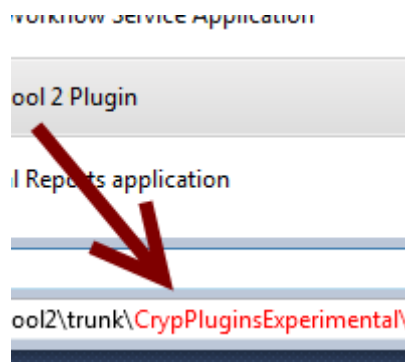 Workflow Service Application
ool 2 Plugin
l Reports application
ool2\trunk\CrypPluginsExperimental\